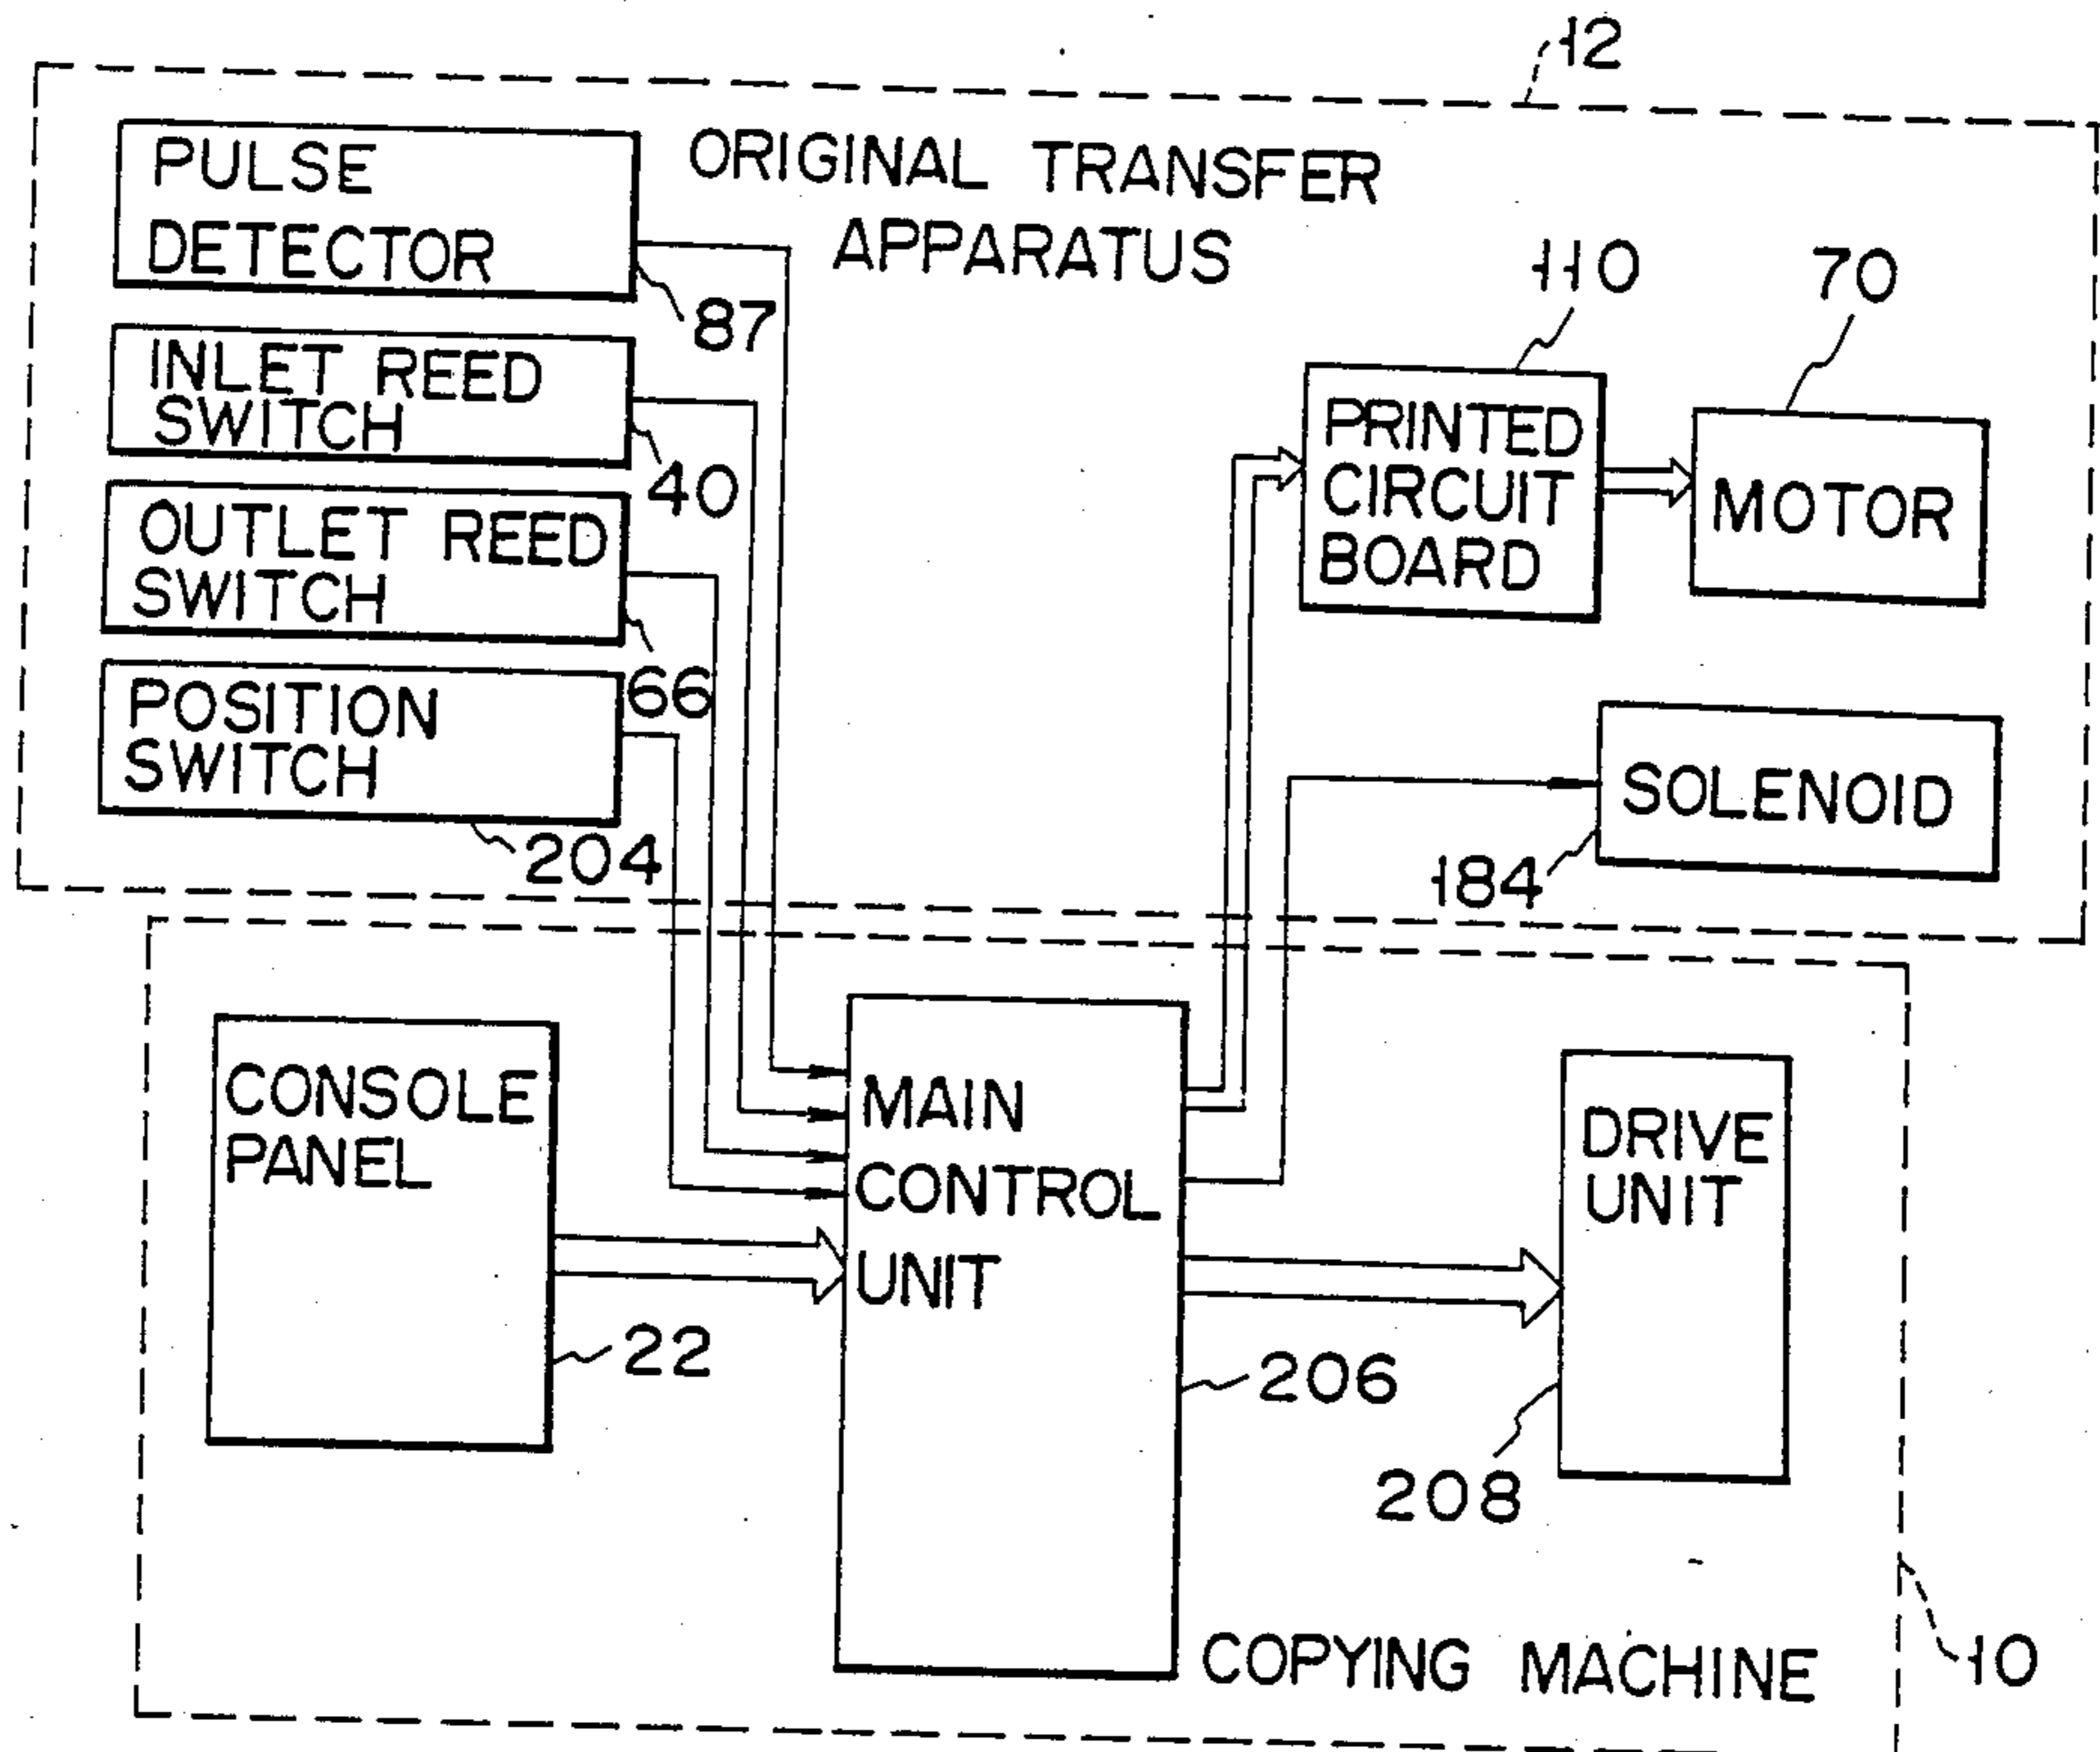 12
PULSE
DETECTOR
87
ORIGINAL TRANSFER
APPARATUS
INLET REED
SWITCH
40
OUTLET REED
SWITCH
66
POSITION
SWITCH
204
110
PRINTED
CIRCUIT
BOARD
70
MOTOR
SOLENOID
184
CONSOLE
PANEL
22
MAIN
CONTROL
UNIT
206
DRIVE
UNIT
208
COPYING MACHINE
10